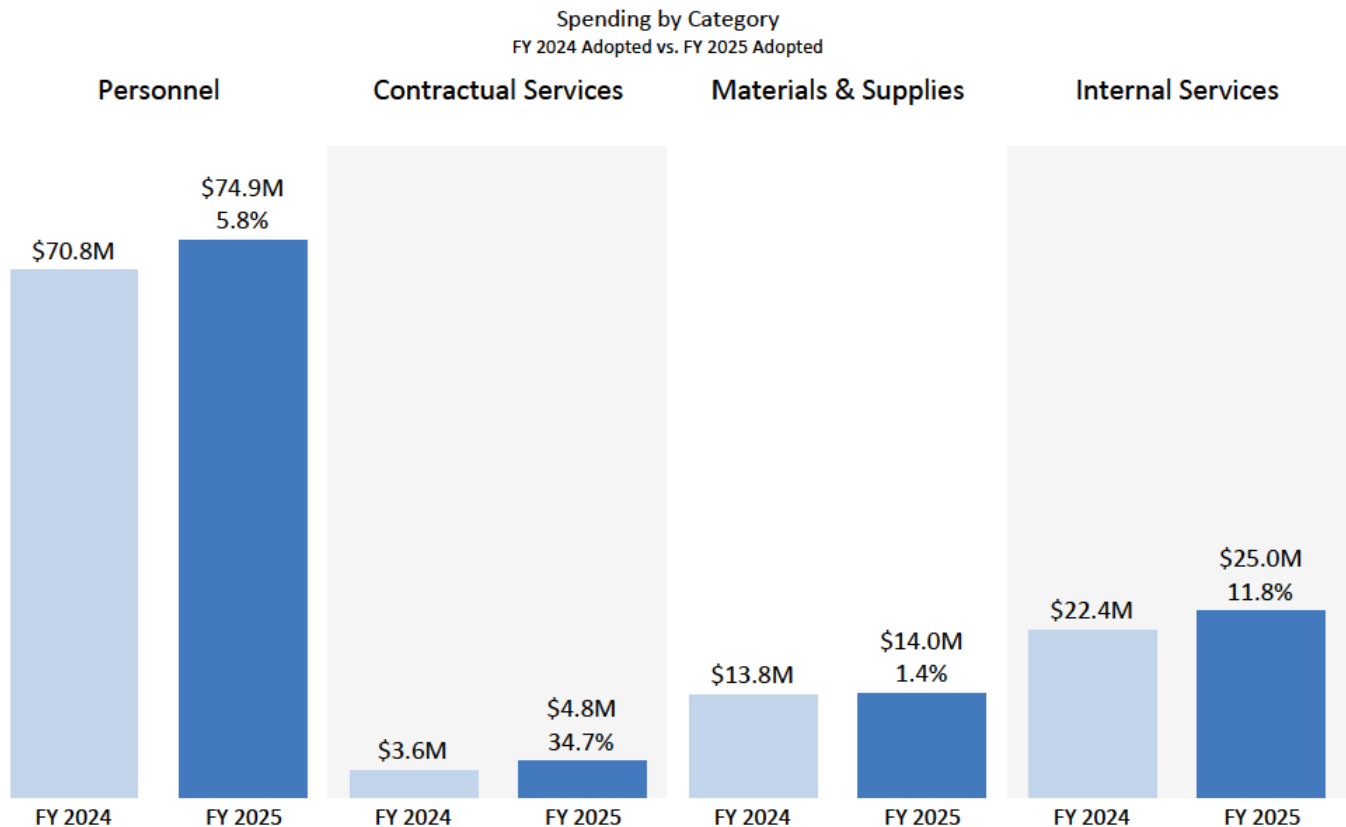 Spending by Category
FY 2024 Adopted vs. FY 2025 Adopted
Personnel
Contractual Services
Materials & Supplies
Internal Services
$70.8M
$74.9M
5.8%
$3.6M
$4.8M
34.7%
$13.8M
$14.0M
1.4%
$22.4M
$25.0M
11.8%
FY 2024
FY 2025
FY 2024
FY 2025
FY 2024
FY 2025
FY 2024
FY 2025